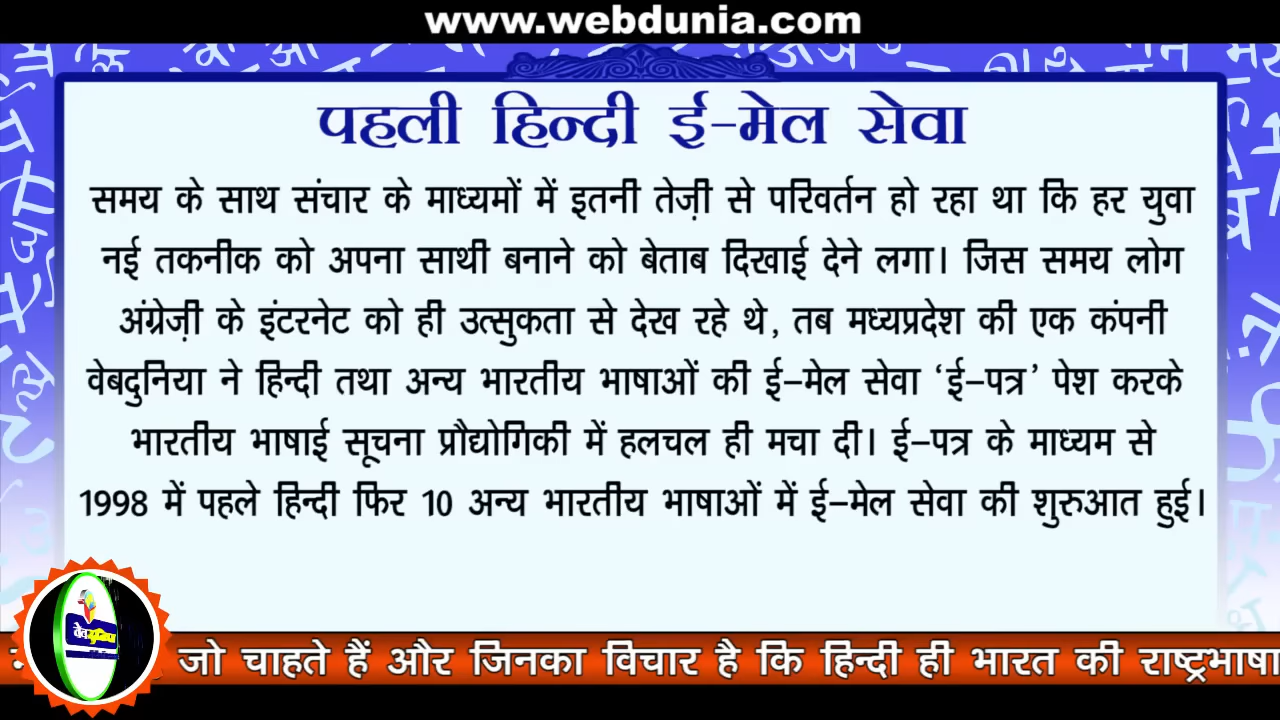 www.webdunia.com
पहली हिन्दी ई-मेल सेवा
समय के साथ संचार के माध्यमों में इतनी तेज़ी से परिवर्तन हो रहा था कि हर युवा
नई तकनीक को अपना साथी बनाने को बेताब दिखाई देने लगा। जिस समय लोग
अंग्रेज़ी के इंटरनेट को ही उत्सुकता से देख रहे थे, तब मध्यप्रदेश की एक कंपनी
वेबदुनिया ने हिन्दी तथा अन्य भारतीय भाषाओं की ई–मेल सेवा ‘ई–पत्र’ पेश करके
भारतीय भाषाई सूचना प्रौद्योगिकी में हलचल ही मचा दी। ई–पत्र के माध्यम से
1998 में पहले हिन्दी फिर 10 अन्य भारतीय भाषाओं में ई–मेल सेवा की शुरुआत हुई।
जो चाहते हैं और जिनका विचार है कि हिन्दी ही भारत की राष्ट्रभाषा